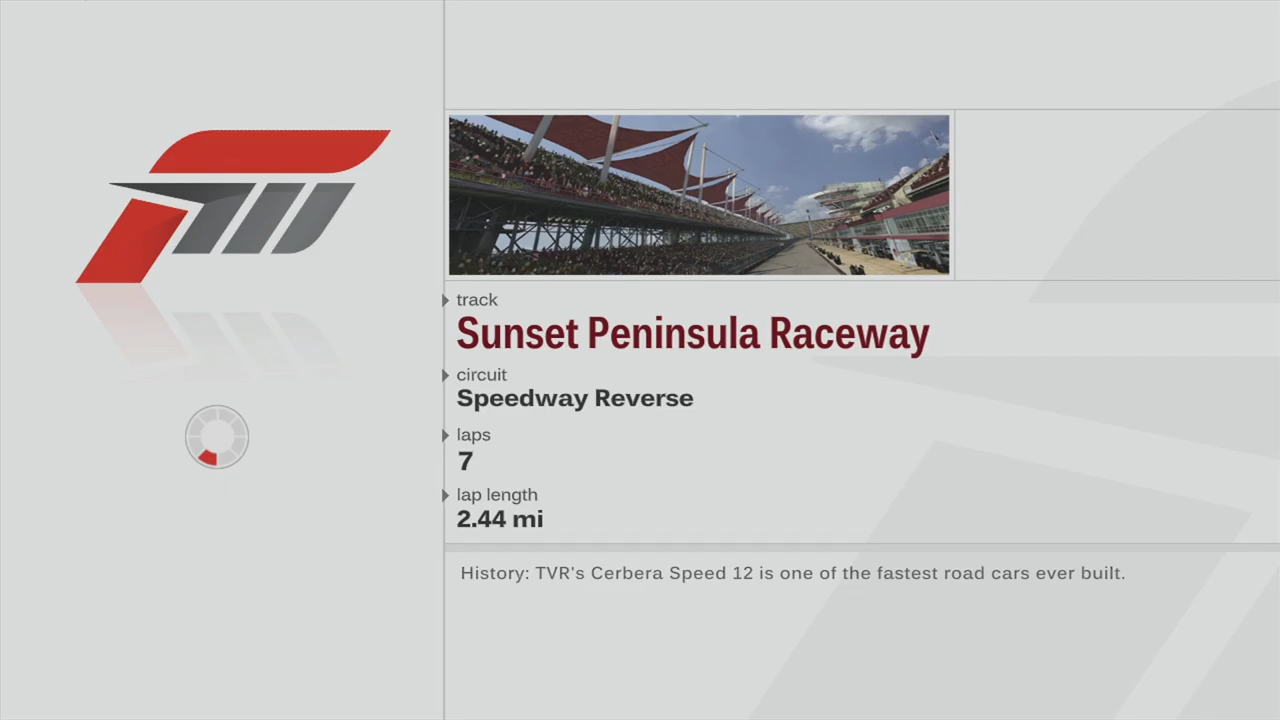 track
Sunset Peninsula Raceway
circuit
Speedway Reverse
laps
7
lap length
2.44 mi
History: TVR's Cerbera Speed 12 is one of the fastest road cars ever built.